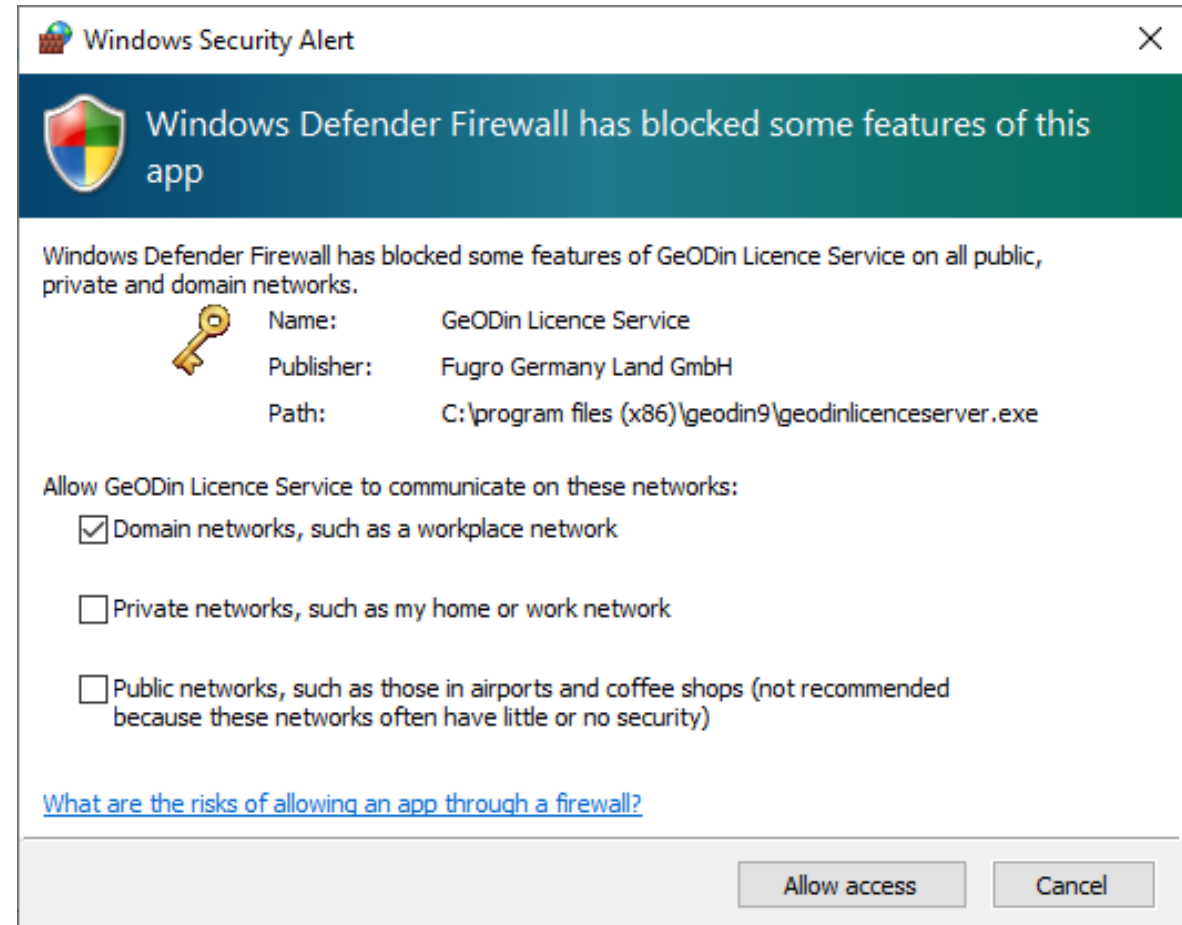 Windows Security Alert
Windows Defender Firewall has blocked some features of this
app
Windows Defender Firewall has blocked some features of GeODin Licence Service on all public,
private and domain networks.
Name: GeODin Licence Service
Publisher: Fugro Germany Land GmbH
Path: C:\program files (x86)\geodin9\geodinlicenceserver.exe
Allow GeODin Licence Service to communicate on these networks:
Domain networks, such as a workplace network
Private networks, such as my home or work network
Public networks, such as those in airports and coffee shops (not recommended
because these networks often have little or no security)
What are the risks of allowing an app through a firewall?
Allow access Cancel